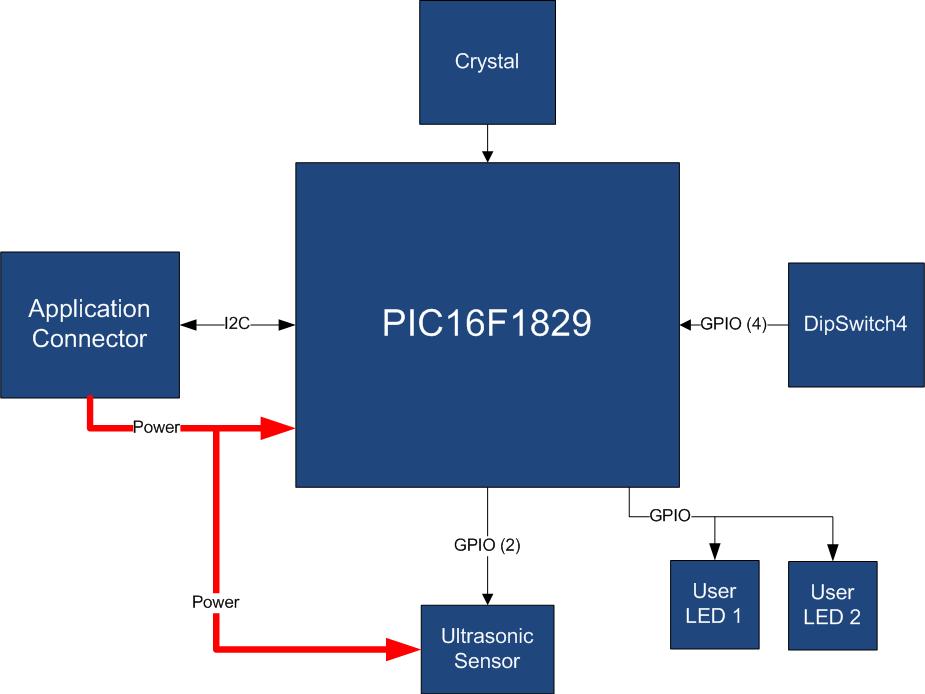 Crystal
Application
Connector
I2C
PIC16F1829
GPIO (4)
DipSwitch4
Power
GPIO
GPIO (2)
Power
User
LED 1
User
LED 2
Ultrasonic
Sensor